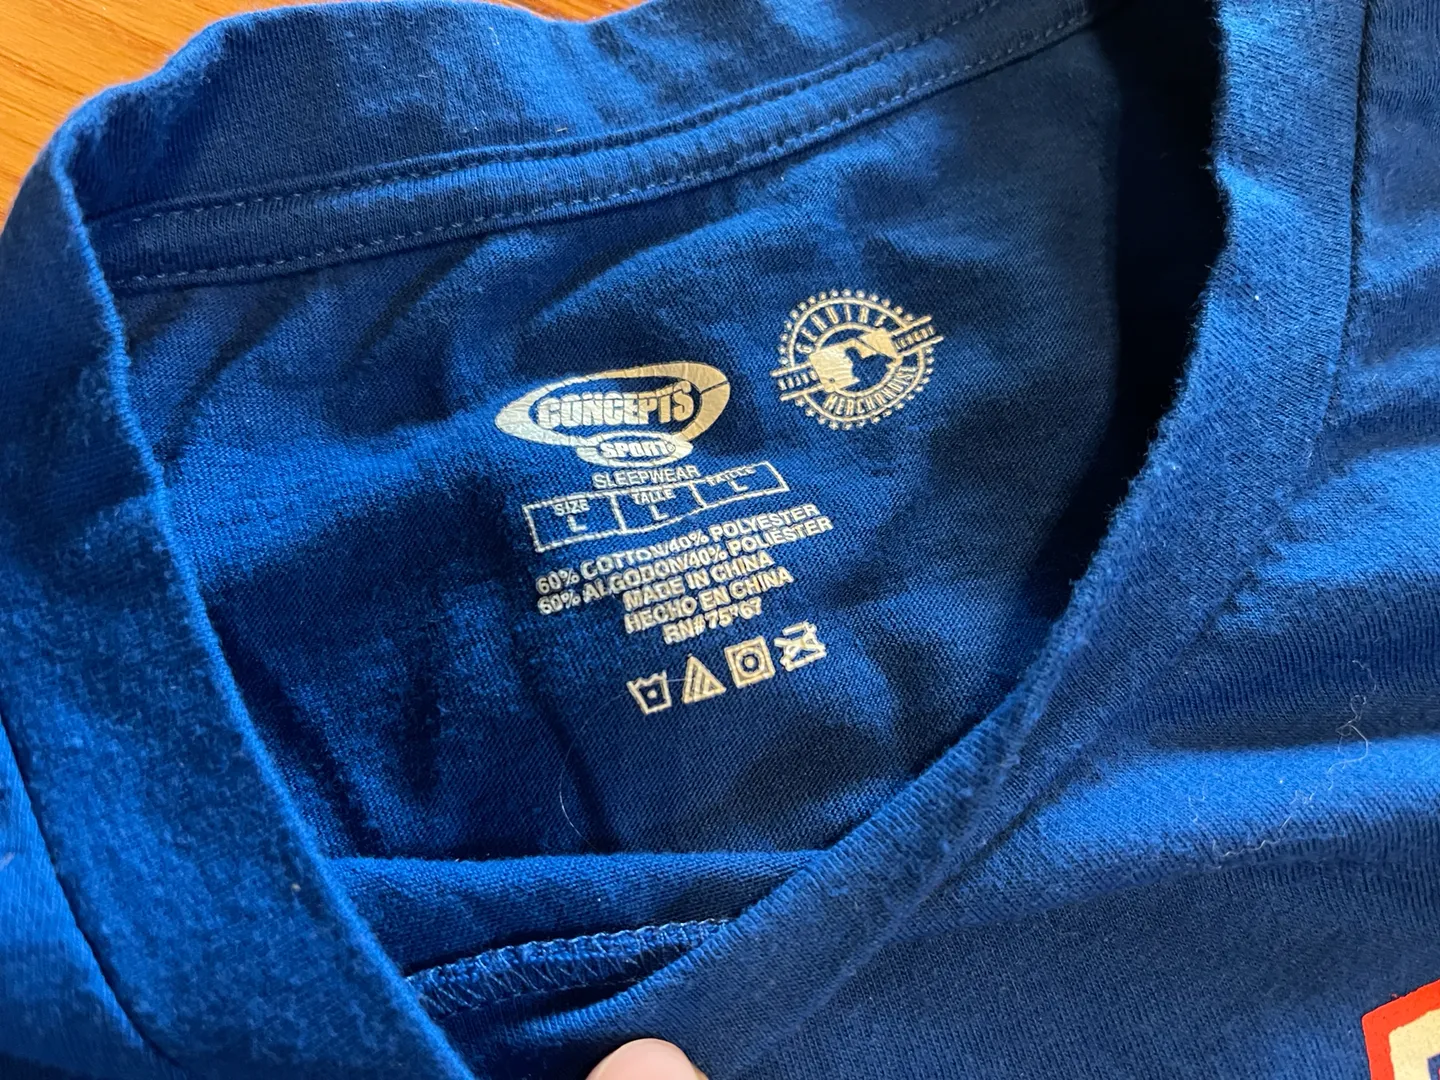 GENUINE
MERCHANDISE
CONCEPTS
SPORT
SLEEPWEAR
SIZE TALLE TAILLE
L L L
60% COTTON/40% POLYESTER
60% ALGODON/40% POLIESTER
MADE IN CHINA
HECHO EN CHINA